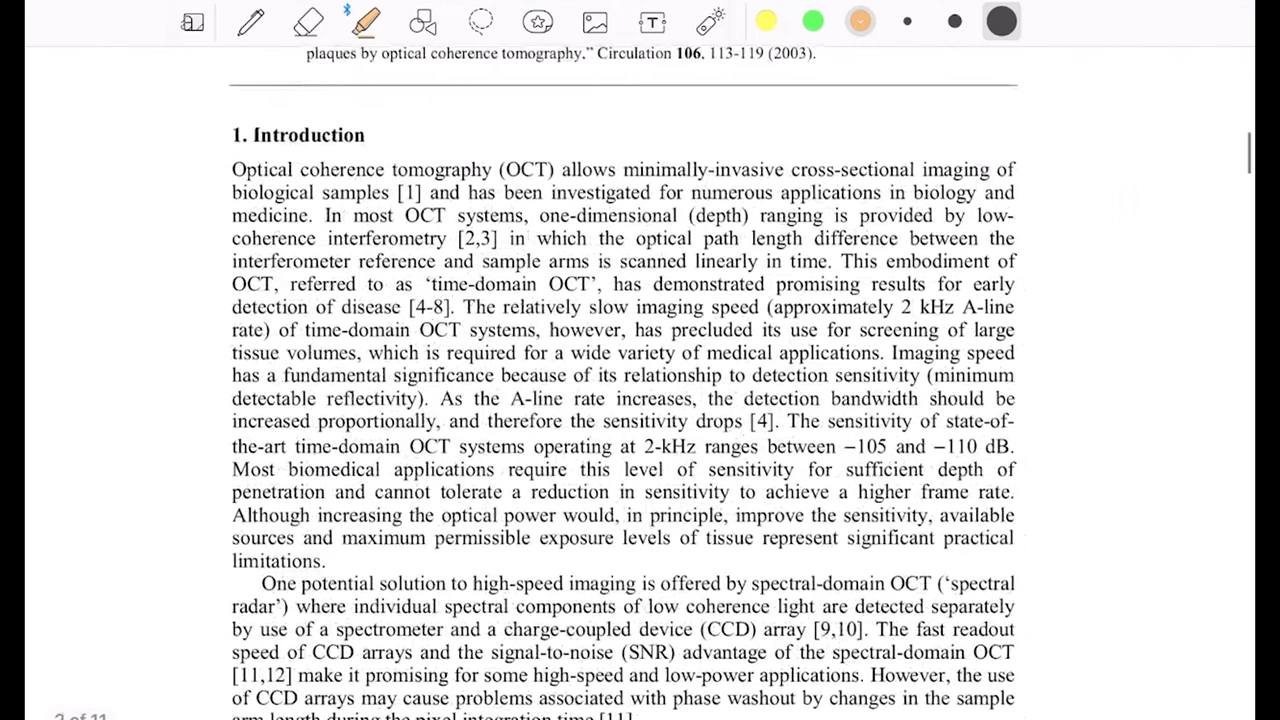 plaques by optical coherence tomography,” Circulation 106, 113-119 (2003).
1. Introduction
Optical coherence tomography (OCT) allows minimally-invasive cross-sectional imaging of
biological samples [1] and has been investigated for numerous applications in biology and
medicine. In most OCT systems, one-dimensional (depth) ranging is provided by low-
coherence interferometry [2,3] in which the optical path length difference between the
interferometer reference and sample arms is scanned linearly in time. This embodiment of
OCT, referred to as ‘time-domain OCT’, has demonstrated promising results for early
detection of disease [4-8]. The relatively slow imaging speed (approximately 2 kHz A-line
rate) of time-domain OCT systems, however, has precluded its use for screening of large
tissue volumes, which is required for a wide variety of medical applications. Imaging speed
has a fundamental significance because of its relationship to detection sensitivity (minimum
detectable reflectivity). As the A-line rate increases, the detection bandwidth should be
increased proportionally, and therefore the sensitivity drops [4]. The sensitivity of state-of-
the-art time-domain OCT systems operating at 2-kHz ranges between −105 and −110 dB.
Most biomedical applications require this level of sensitivity for sufficient depth of
penetration and cannot tolerate a reduction in sensitivity to achieve a higher frame rate.
Although increasing the optical power would, in principle, improve the sensitivity, available
sources and maximum permissible exposure levels of tissue represent significant practical
limitations.
One potential solution to high-speed imaging is offered by spectral-domain OCT (‘spectral
radar’) where individual spectral components of low coherence light are detected separately
by use of a spectrometer and a charge-coupled device (CCD) array [9,10]. The fast readout
speed of CCD arrays and the signal-to-noise (SNR) advantage of the spectral-domain OCT
[11,12] make it promising for some high-speed and low-power applications. However, the use
of CCD arrays may cause problems associated with phase washout by changes in the sample
arm length during the pixel integration time [11].
2 of 11